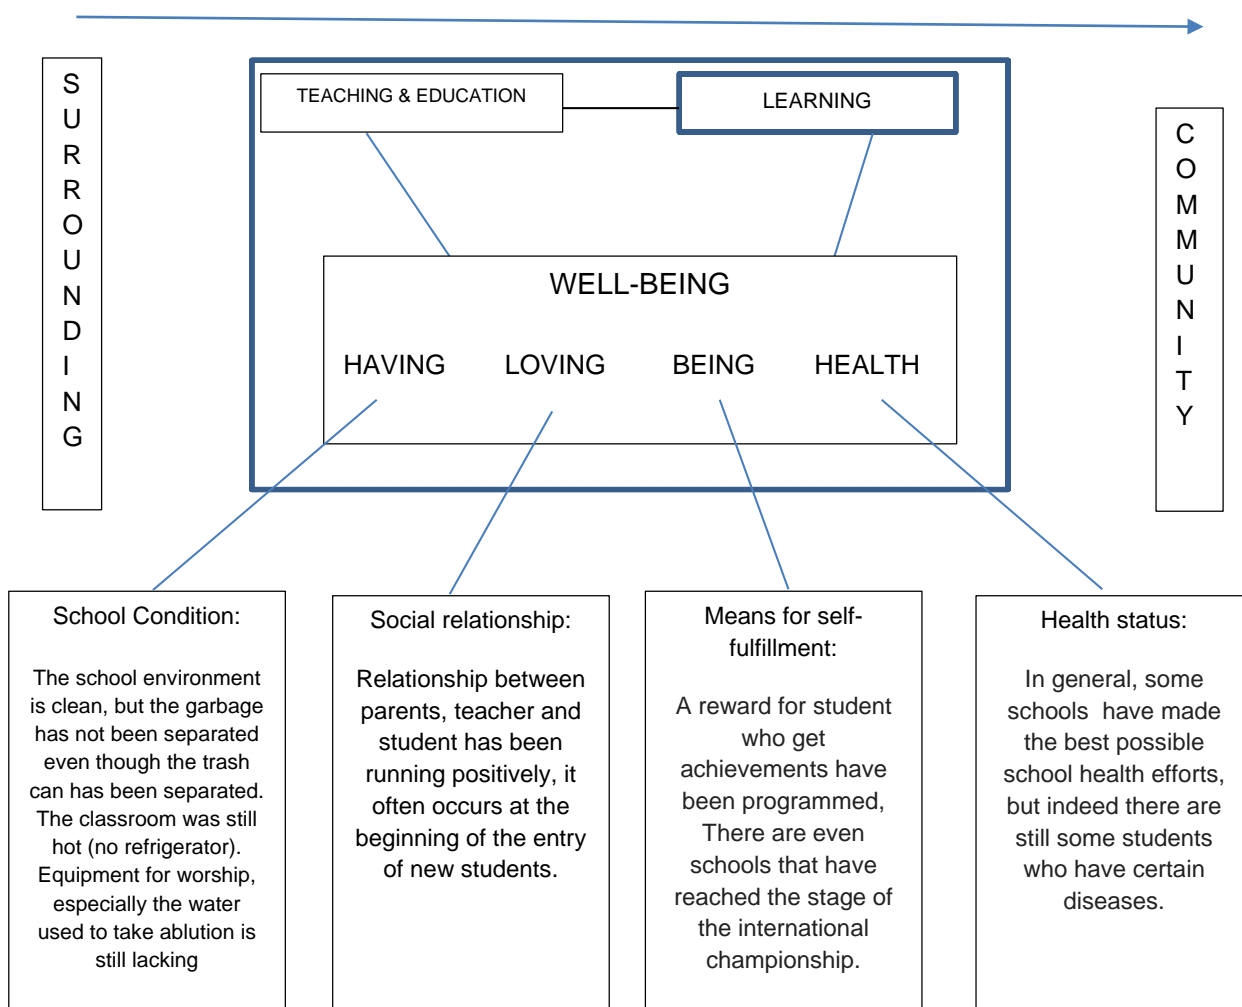 S
U
R
R
O
U
N
D
I
N
G
TEACHING & EDUCATION
LEARNING
C
O
M
M
U
N
I
T
Y
WELL-BEING
HAVING LOVING BEING HEALTH
School Condition:
The school environment
is clean, but the garbage
has not been separated
even though the trash
can has been separated.
The classroom was still
hot (no refrigerator).
Equipment for worship,
especially the water
used to take ablution is
still lacking
Social relationship:
Relationship between
parents, teacher and
student has been
running positively, it
often occurs at the
beginning of the entry
of new students.
Means for self-
fulfillment:
A reward for student
who get
achievements have
been programmed,
There are even
schools that have
reached the stage of
the international
championship.
Health status:
In general, some
schools have made
the best possible
school health efforts,
but indeed there are
still some students
who have certain
diseases.